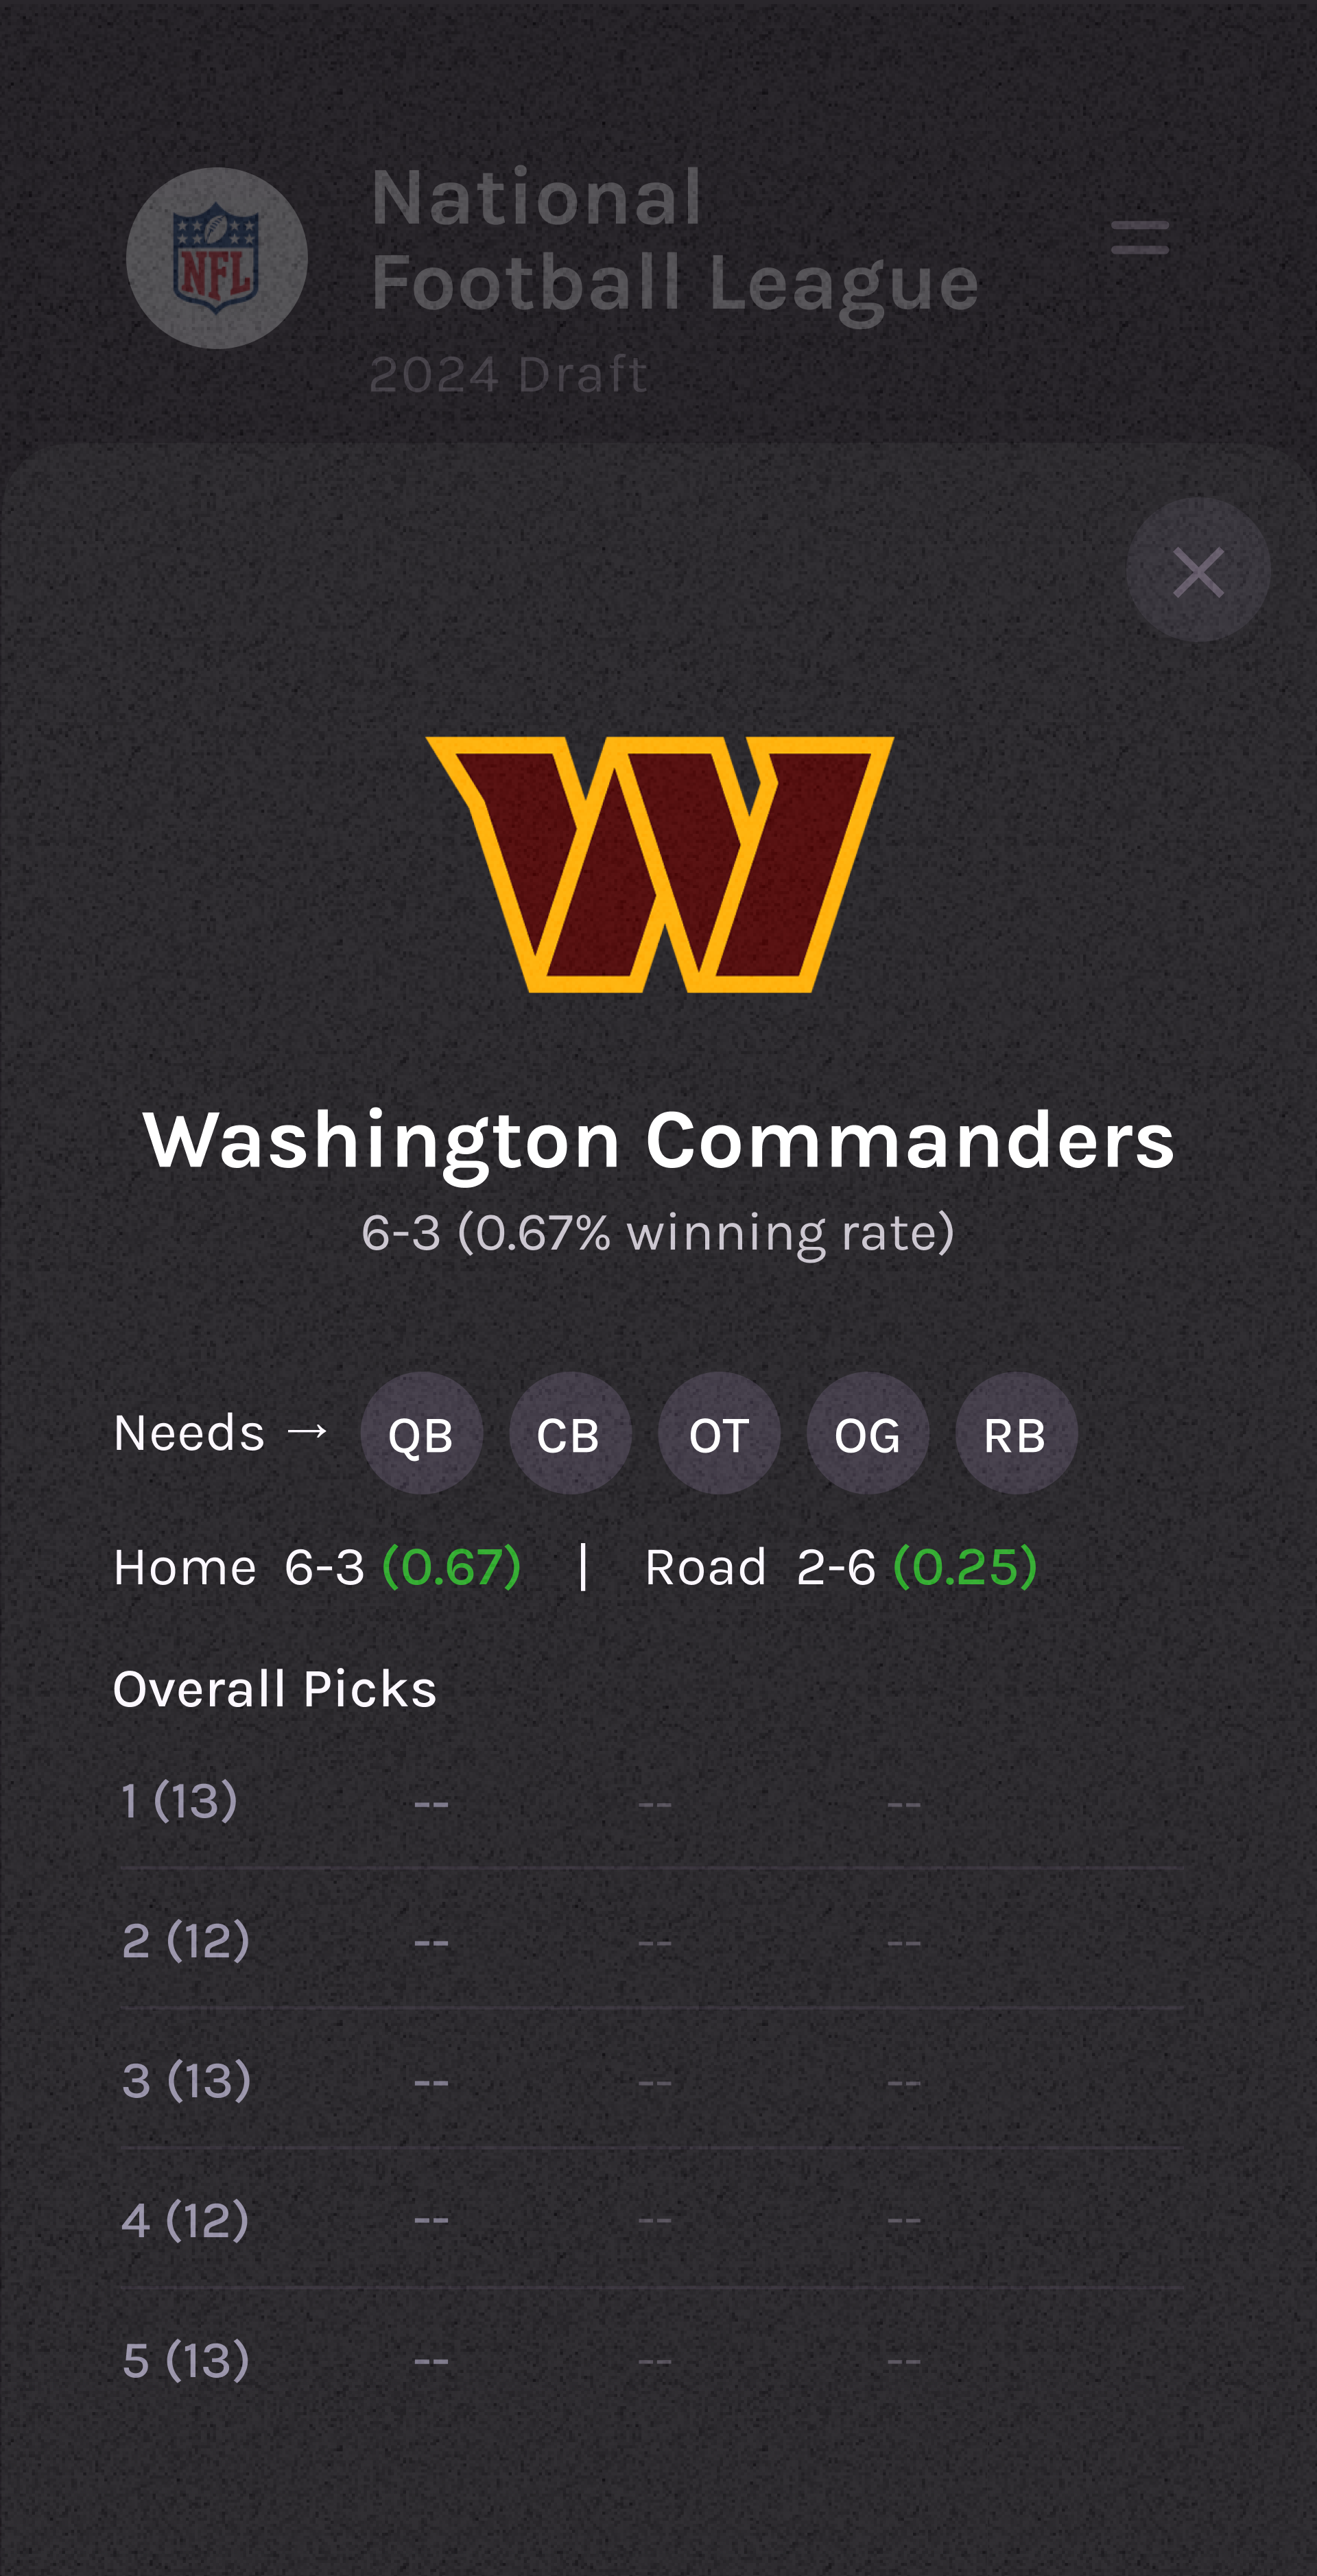 NFL
National
Football League
2024 Draft
W
Washington Commanders
6-3 (0.67% winning rate)
Needs → QB CB OT OG RB
Home 6-3 (0.67) | Road 2-6 (0.25)
Overall Picks
1 (13) -- -- --
2 (12) -- -- --
3 (13) -- -- --
4 (12) -- -- --
5 (13) -- -- --